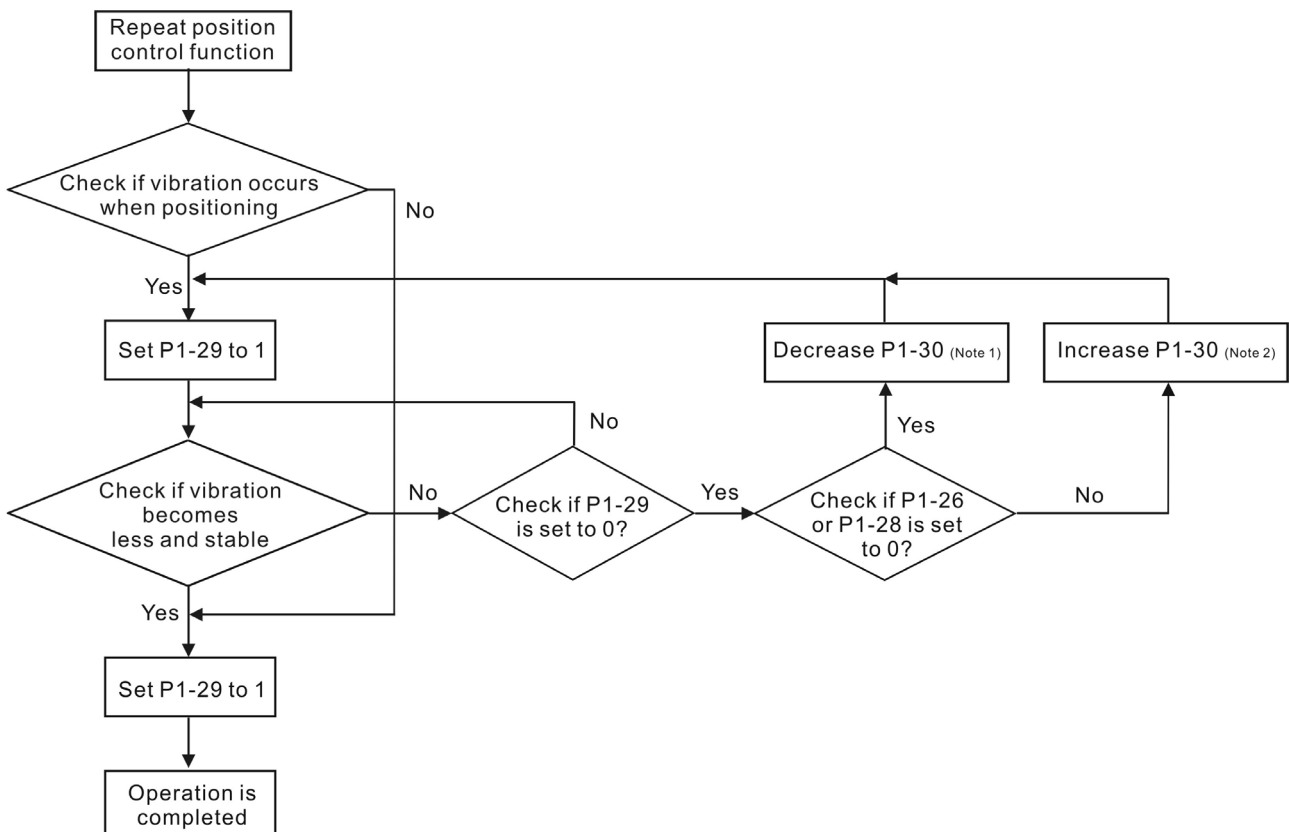 Repeat position
control function
Check if vibration occurs
when positioning
No
Yes
Set P1-29 to 1
Decrease P1-30 (Note 1)
Increase P1-30 (Note 2)
No
Yes
Check if vibration
becomes
less and stable
No
Check if P1-29
is set to 0?
Yes
Check if P1-26
or P1-28 is set
to 0?
No
Yes
Set P1-29 to 1
Operation is
completed